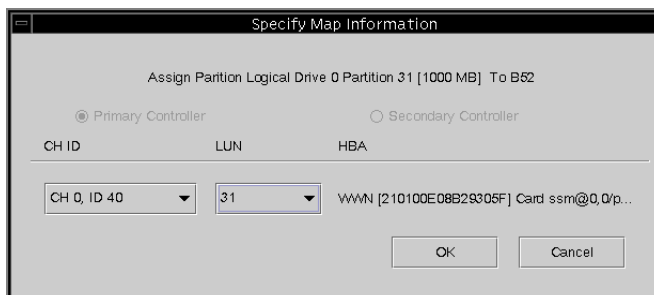 Specify Map Information
Assign Parition Logical Drive 0 Partition 31 [1000 MB] To B52
Primary Controller Secondary Controller
CH ID LUN HBA
CH 0, ID 40 31 WWN [210100E08B29305F] Card ssm@0,0/p...
OK Cancel